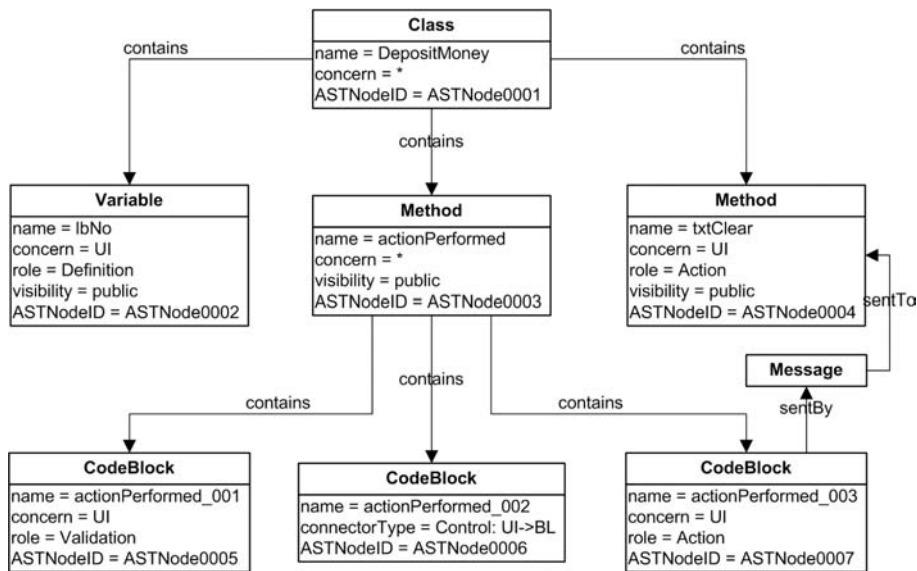 Class
name = DepositMoney
concern = *
ASTNodeID = ASTNode0001
contains
contains
contains
Variable
name = lbNo
concern = UI
role = Definition
visibility = public
ASTNodeID = ASTNode0002
Method
name = actionPerformed
concern = *
visibility = public
ASTNodeID = ASTNode0003
Method
name = txtClear
concern = UI
role = Action
visibility = public
ASTNodeID = ASTNode0004
sentTo
Message
sentBy
contains
contains
contains
CodeBlock
name = actionPerformed_001
concern = UI
role = Validation
ASTNodeID = ASTNode0005
CodeBlock
name = actionPerformed_002
connectorType = Control: UI->BL
ASTNodeID = ASTNode0006
CodeBlock
name = actionPerformed_003
concern = UI
role = Action
ASTNodeID = ASTNode0007